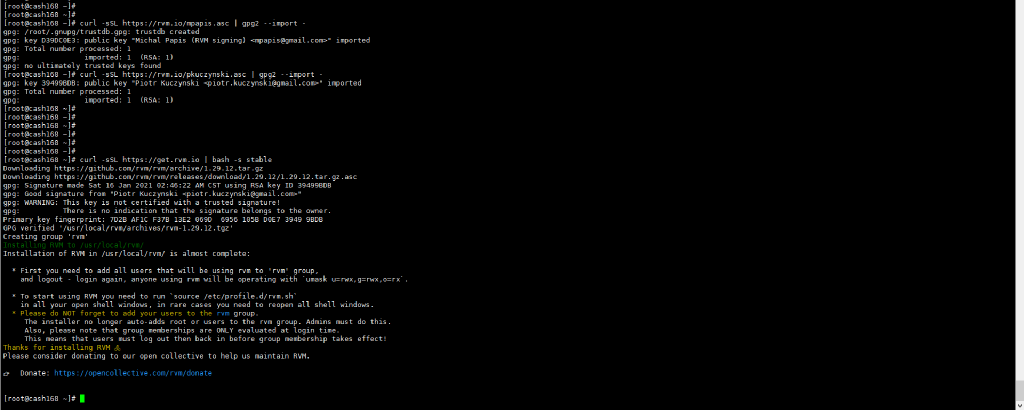 [root@cash168 ~]#
[root@cash168 ~]#
[root@cash168 ~]# curl -sSL https://rvm.io/mpapis.asc | gpg2 --import -
gpg: /root/.gnupg/trustdb.gpg: trustdb created
gpg: key D39DC0E3: public key "Michal Papis (RVM signing) <mpapis@gmail.com>" imported
gpg: Total number processed: 1
gpg:               imported: 1  (RSA: 1)
gpg: no ultimately trusted keys found
[root@cash168 ~]# curl -sSL https://rvm.io/pkuczynski.asc | gpg2 --import -
gpg: key 39499BDB: public key "Piotr Kuczynski <piotr.kuczynski@gmail.com>" imported
gpg: Total number processed: 1
gpg:               imported: 1  (RSA: 1)
[root@cash168 ~]#
[root@cash168 ~]#
[root@cash168 ~]#
[root@cash168 ~]#
[root@cash168 ~]#
[root@cash168 ~]#
[root@cash168 ~]# curl -sSL https://get.rvm.io | bash -s stable
Downloading https://github.com/rvm/rvm/archive/1.29.12.tar.gz
Downloading https://github.com/rvm/rvm/releases/download/1.29.12/1.29.12.tar.gz.asc
gpg: Signature made Sat 16 Jan 2021 02:46:22 AM CST using RSA key ID 39499BDB
gpg: Good signature from "Piotr Kuczynski <piotr.kuczynski@gmail.com>"
gpg: WARNING: This key is not certified with a trusted signature!
gpg:          There is no indication that the signature belongs to the owner.
Primary key fingerprint: 7D2B AF1C F37B 13E2 069D  6956 105B D0E7 3949 9BDB
GPG verified '/usr/local/rvm/archives/rvm-1.29.12.tgz'
Creating group 'rvm'
Installing RVM to /usr/local/rvm/
Installation of RVM in /usr/local/rvm/ is almost complete:
* First you need to add all users that will be using rvm to 'rvm' group,
and logout - login again, anyone using rvm will be operating with `umask u=rwx,g=rwx,o=rx`.
* To start using RVM you need to run `source /etc/profile.d/rvm.sh`
in all your open shell windows, in rare cases you need to reopen all shell windows.
* Please do NOT forget to add your users to the rvm group.
The installer no longer auto-adds root or users to the rvm group. Admins must do this.
Also, please note that group memberships are ONLY evaluated at login time.
This means that users must log out then back in before group membership takes effect!
Thanks for installing RVM 🙏
Please consider donating to our open collective to help us maintain RVM.
👉  Donate: https://opencollective.com/rvm/donate
[root@cash168 ~]#